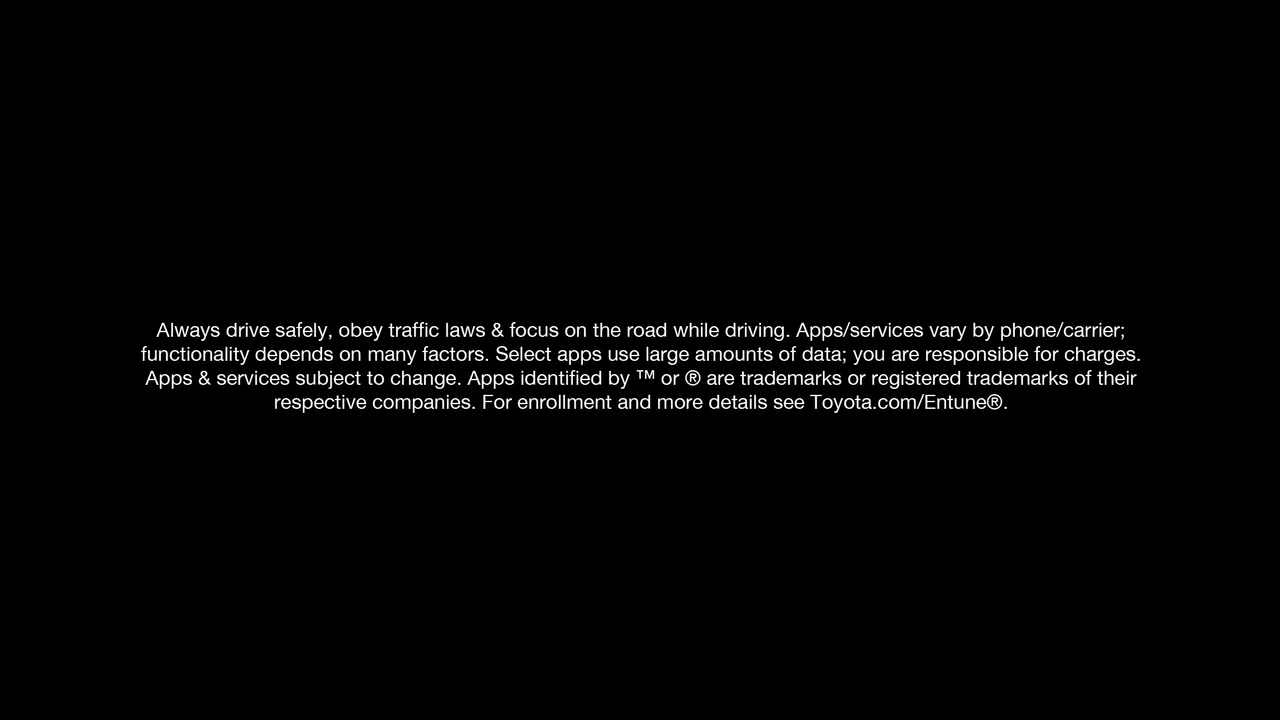 Always drive safely, obey traffic laws & focus on the road while driving. Apps/services vary by phone/carrier;
functionality depends on many factors. Select apps use large amounts of data; you are responsible for charges.
Apps & services subject to change. Apps identified by ™ or ® are trademarks or registered trademarks of their
respective companies. For enrollment and more details see Toyota.com/Entune®.